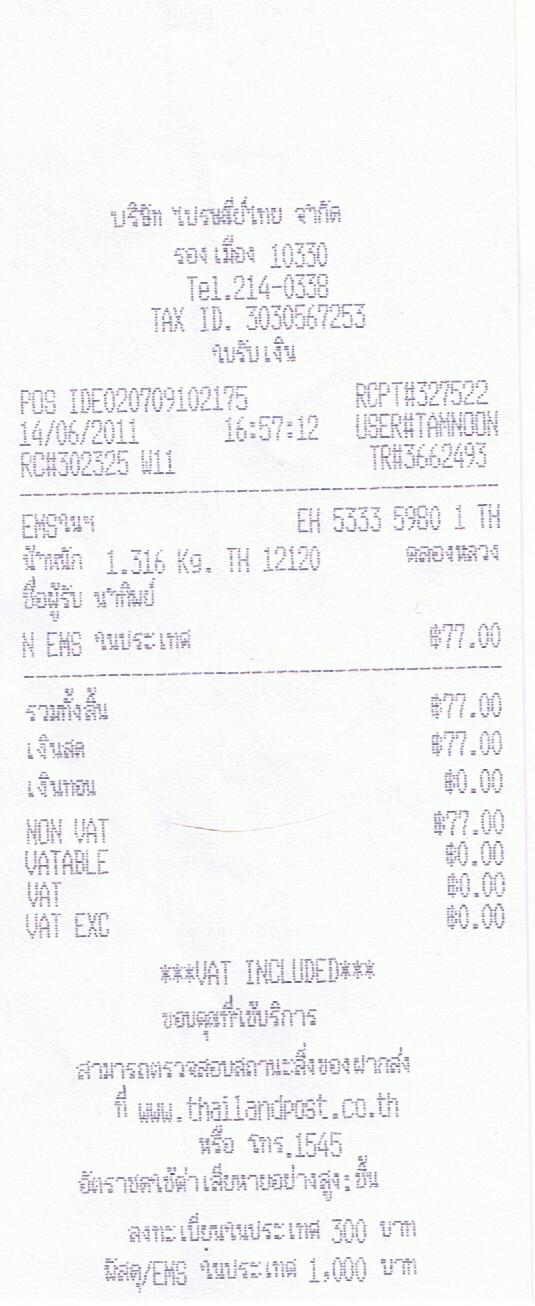 บริษัท ไปรษณีย์ไทย จำกัด
รองเมือง 10330
Tel.214-0338
TAX ID. 3030567253
ใบรับเงิน
POS IDE020709102175 RCPT#327522
14/06/2011 16:57:12 USER#TAMNOON
RC#302325 W11 TR#3662493
EMSในฯ EH 5333 5980 1 TH
น้ำหนัก 1.316 Kg. TH 12120 คลองหลวง
ชื่อผู้รับ น้ำทิพย์
N EMS ในประเทศ ฿77.00
รวมทั้งสิ้น ฿77.00
เงินสด ฿77.00
เงินทอน ฿0.00
NON VAT ฿77.00
VATABLE ฿0.00
VAT ฿0.00
VAT EXC ฿0.00
***VAT INCLUDED***
ขอบคุณที่ใช้บริการ
สามารถตรวจสอบสถานะสิ่งของฝากส่ง
ที่ www.thailandpost.co.th
หรือ โทร.1545
อัตราชดใช้ค่าเสียหายอย่างสูง:ชิ้น
ลงทะเบียนในประเทศ 300 บาท
พัสดุ/EMS ในประเทศ 1,000 บาท